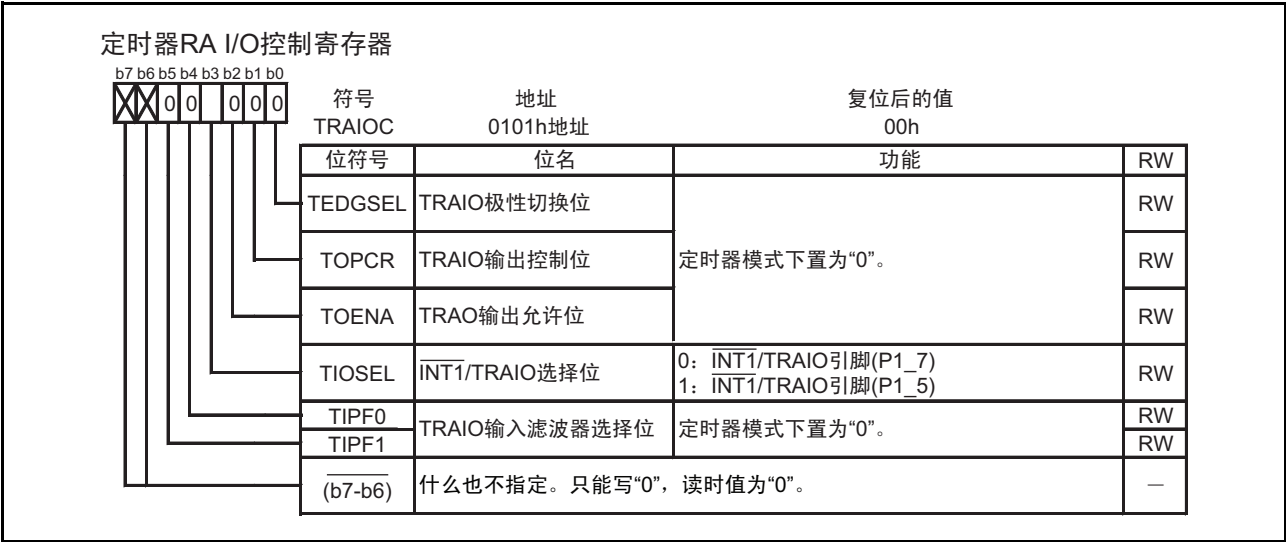 定时器RA I/O控制寄存器
b7 b6 b5 b4 b3 b2 b1 b0
0 0 0 0 0
符号 地址 复位后的值
TRAIOC 0101h地址 00h
位符号 位名 功能 RW
TEDGSEL TRAIO极性切换位 RW
TOPCR TRAIO输出控制位 定时器模式下置为“0”。 RW
TOENA TRAO输出允许位 RW
TIOSEL INT1/TRAIO选择位 0：INT1/TRAIO引脚(P1_7) RW
1：INT1/TRAIO引脚(P1_5)
TIPF0 TRAIO输入滤波器选择位 定时器模式下置为“0”。 RW
TIPF1 RW
(b7-b6) 什么也不指定。只能写“0”，读时值为“0”。 —